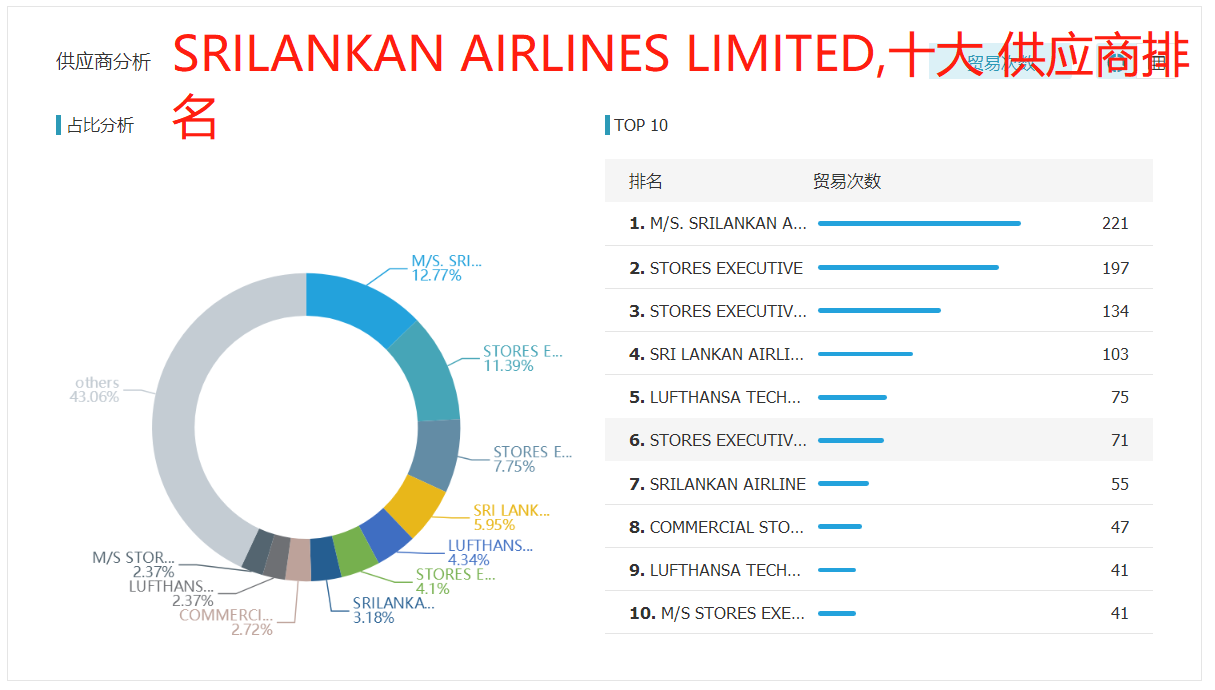 供应商分析
SRILANKAN AIRLINES LIMITED,十大 供应商排
名
贸易次数
占比分析
TOP 10
M/S. SRI...
12.77%
STORES E...
11.39%
STORES E...
7.75%
SRI LANK...
5.95%
LUFTHANS...
4.34%
STORES E...
4.1%
SRILANKA...
3.18%
COMMERCI...
2.72%
LUFTHANS...
2.37%
M/S STOR...
2.37%
others
43.06%
排名 贸易次数
1. M/S. SRILANKAN A... 221
2. STORES EXECUTIVE 197
3. STORES EXECUTIV... 134
4. SRI LANKAN AIRLI... 103
5. LUFTHANSA TECH... 75
6. STORES EXECUTIV... 71
7. SRILANKAN AIRLINE 55
8. COMMERCIAL STO... 47
9. LUFTHANSA TECH... 41
10. M/S STORES EXE... 41